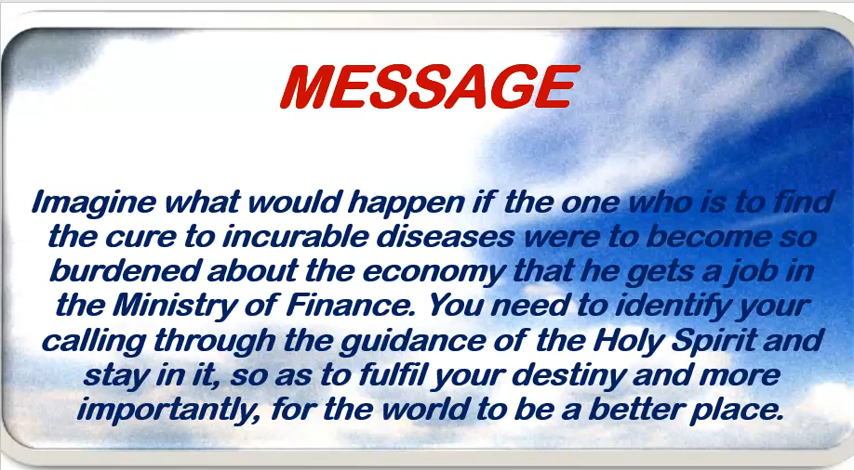 MESSAGE
Imagine what would happen if the one who is to find
the cure to incurable diseases were to become so
burdened about the economy that he gets a job in
the Ministry of Finance. You need to identify your
calling through the guidance of the Holy Spirit and
stay in it, so as to fulfil your destiny and more
importantly, for the world to be a better place.